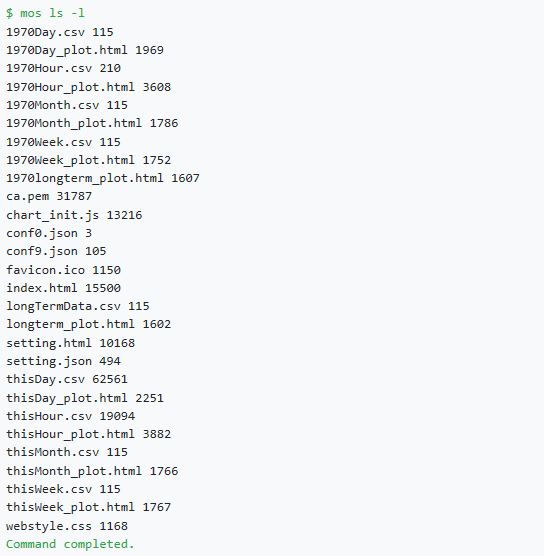 $ mos ls -l
1970Day.csv 115
1970Day_plot.html 1969
1970Hour.csv 210
1970Hour_plot.html 3608
1970Month.csv 115
1970Month_plot.html 1786
1970Week.csv 115
1970Week_plot.html 1752
1970longterm_plot.html 1607
ca.pem 31787
chart_init.js 13216
conf0.json 3
conf9.json 105
favicon.ico 1150
index.html 15500
longTermData.csv 115
longterm_plot.html 1602
setting.html 10168
setting.json 494
thisDay.csv 62561
thisDay_plot.html 2251
thisHour.csv 19094
thisHour_plot.html 3882
thisMonth.csv 115
thisMonth_plot.html 1766
thisWeek.csv 115
thisWeek_plot.html 1767
webstyle.css 1168
Command completed.